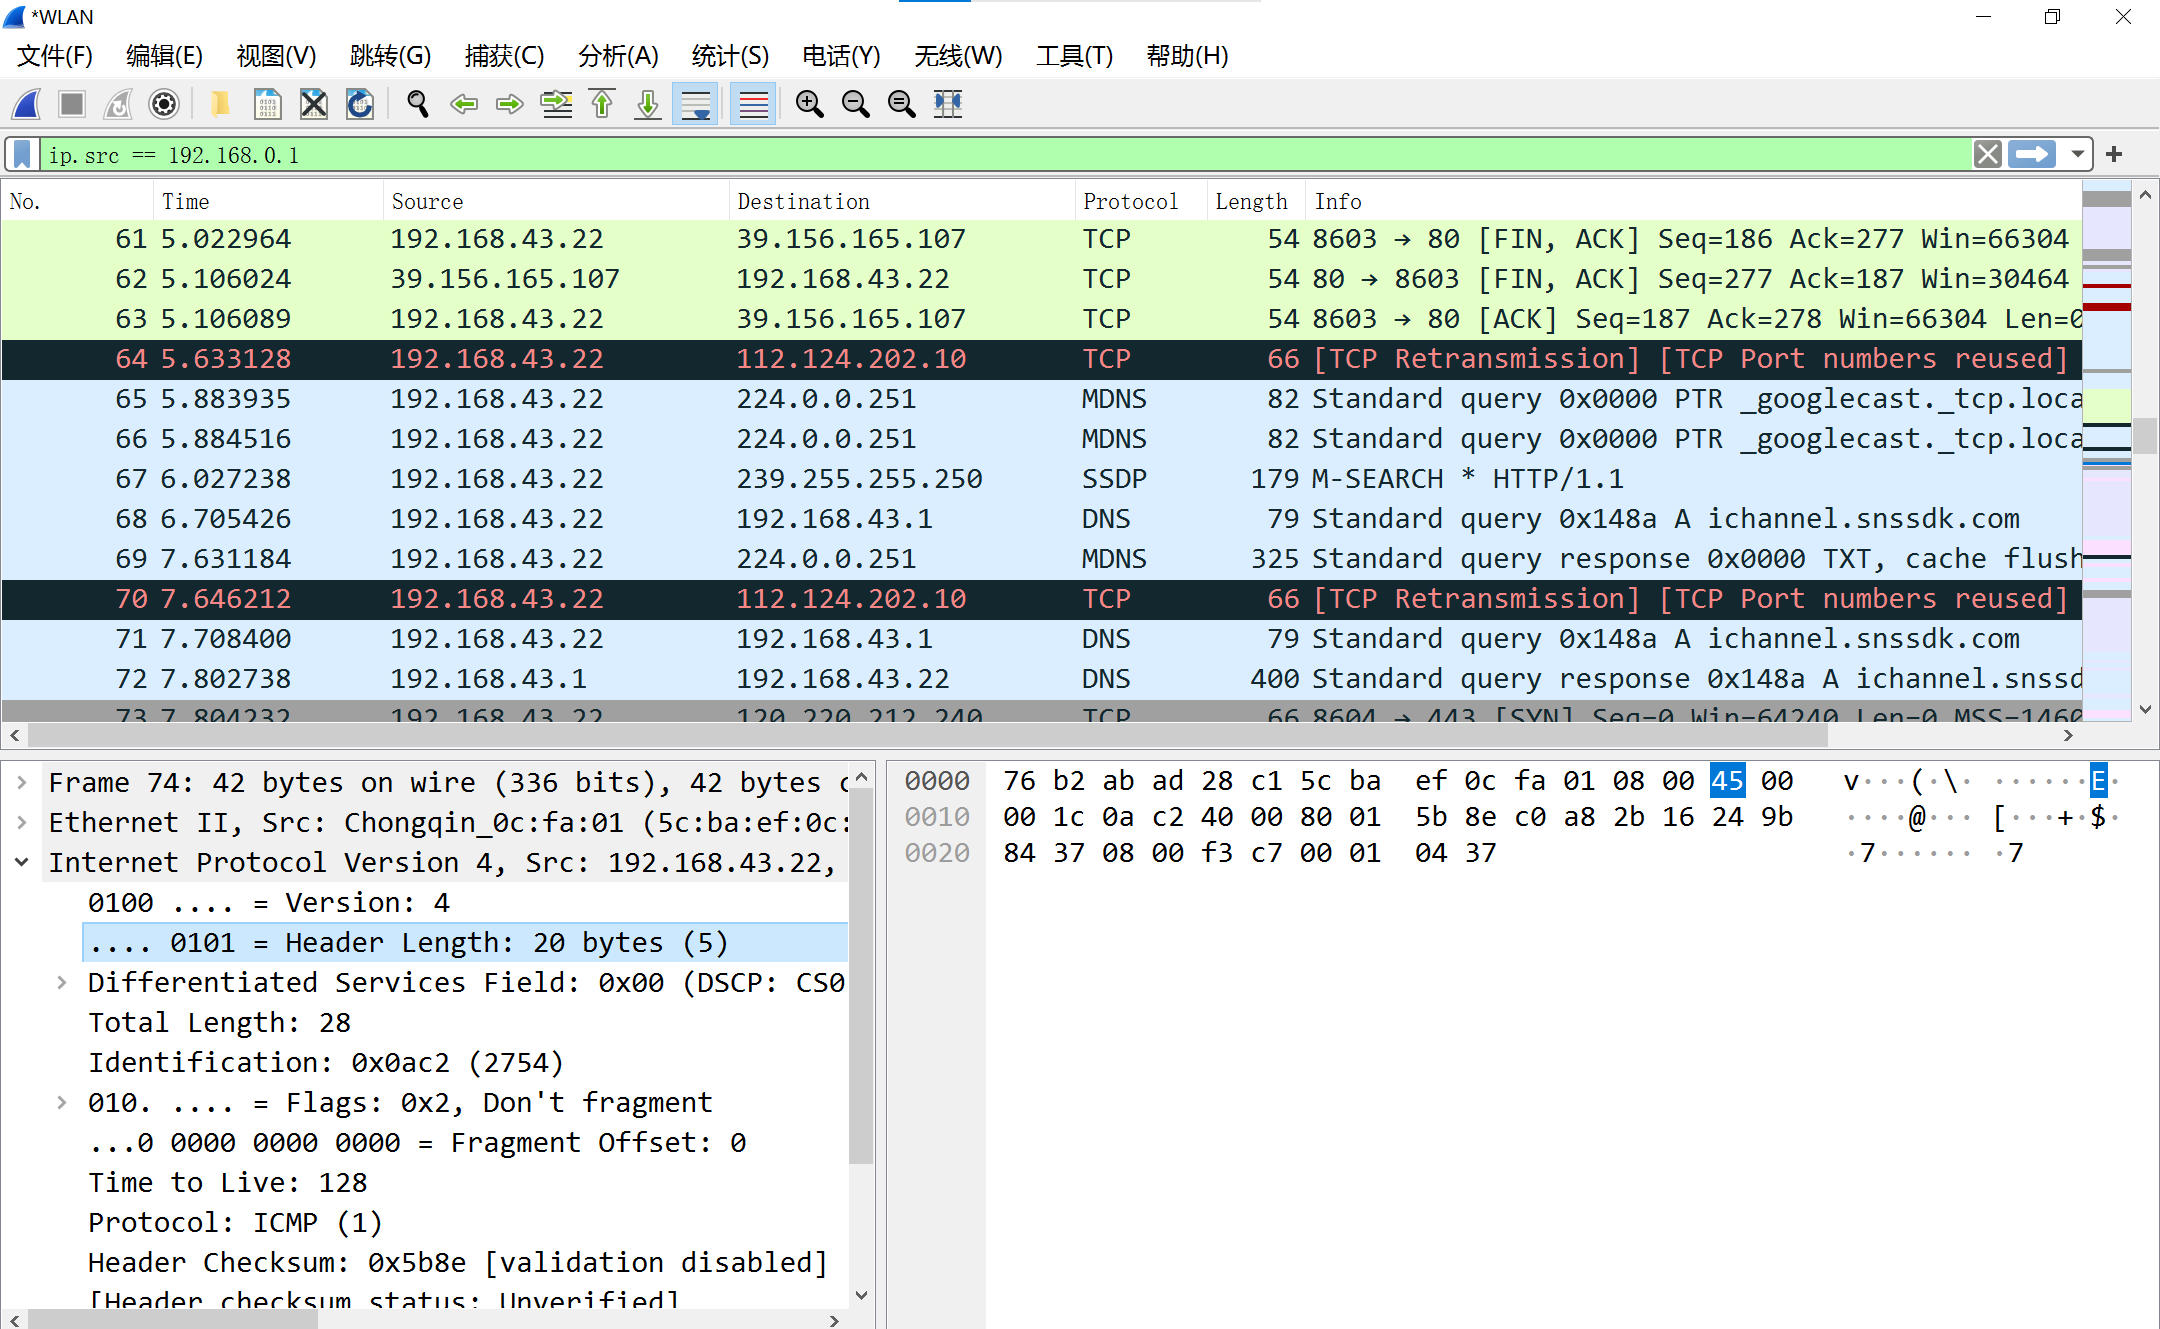 *WLAN
文件(F) 编辑(E) 视图(V) 跳转(G) 捕获(C) 分析(A) 统计(S) 电话(Y) 无线(W) 工具(T) 帮助(H)
ip.src == 192.168.0.1
No. Time Source Destination Protocol Length Info
61 5.022964 192.168.43.22 39.156.165.107 TCP 54 8603 → 80 [FIN, ACK] Seq=186 Ack=277 Win=66304
62 5.106024 39.156.165.107 192.168.43.22 TCP 54 80 → 8603 [FIN, ACK] Seq=277 Ack=187 Win=30464
63 5.106089 192.168.43.22 39.156.165.107 TCP 54 8603 → 80 [ACK] Seq=187 Ack=278 Win=66304 Len=0
64 5.633128 192.168.43.22 112.124.202.10 TCP 66 [TCP Retransmission] [TCP Port numbers reused]
65 5.883935 192.168.43.22 224.0.0.251 MDNS 82 Standard query 0x0000 PTR _googlecast._tcp.loca
66 5.884516 192.168.43.22 224.0.0.251 MDNS 82 Standard query 0x0000 PTR _googlecast._tcp.loca
67 6.027238 192.168.43.22 239.255.255.250 SSDP 179 M-SEARCH * HTTP/1.1
68 6.705426 192.168.43.22 192.168.43.1 DNS 79 Standard query 0x148a A ichannel.snssdk.com
69 7.631184 192.168.43.22 224.0.0.251 MDNS 325 Standard query response 0x0000 TXT, cache flush
70 7.646212 192.168.43.22 112.124.202.10 TCP 66 [TCP Retransmission] [TCP Port numbers reused]
71 7.708400 192.168.43.22 192.168.43.1 DNS 79 Standard query 0x148a A ichannel.snssdk.com
72 7.802738 192.168.43.1 192.168.43.22 DNS 400 Standard query response 0x148a A ichannel.snssd
73 7.804232 192.168.43.22 120.220.212.240 TCP 66 8604 → 443 [SYN] Seq=0 Win=64240 Len=0 MSS=1460
Frame 74: 42 bytes on wire (336 bits), 42 bytes c
Ethernet II, Src: Chongqin_0c:fa:01 (5c:ba:ef:0c:
Internet Protocol Version 4, Src: 192.168.43.22,
0100 .... = Version: 4
.... 0101 = Header Length: 20 bytes (5)
Differentiated Services Field: 0x00 (DSCP: CS0
Total Length: 28
Identification: 0x0ac2 (2754)
010. .... = Flags: 0x2, Don't fragment
...0 0000 0000 0000 = Fragment Offset: 0
Time to Live: 128
Protocol: ICMP (1)
Header Checksum: 0x5b8e [validation disabled]
[Header checksum status: Unverified]
0000 76 b2 ab ad 28 c1 5c ba ef 0c fa 01 08 00 45 00 v···(·\· ······E·
0010 00 1c 0a c2 40 00 80 01 5b 8e c0 a8 2b 16 24 9b ····@··· [···+·$·
0020 84 37 08 00 f3 c7 00 01 04 37 ·7······ ·7